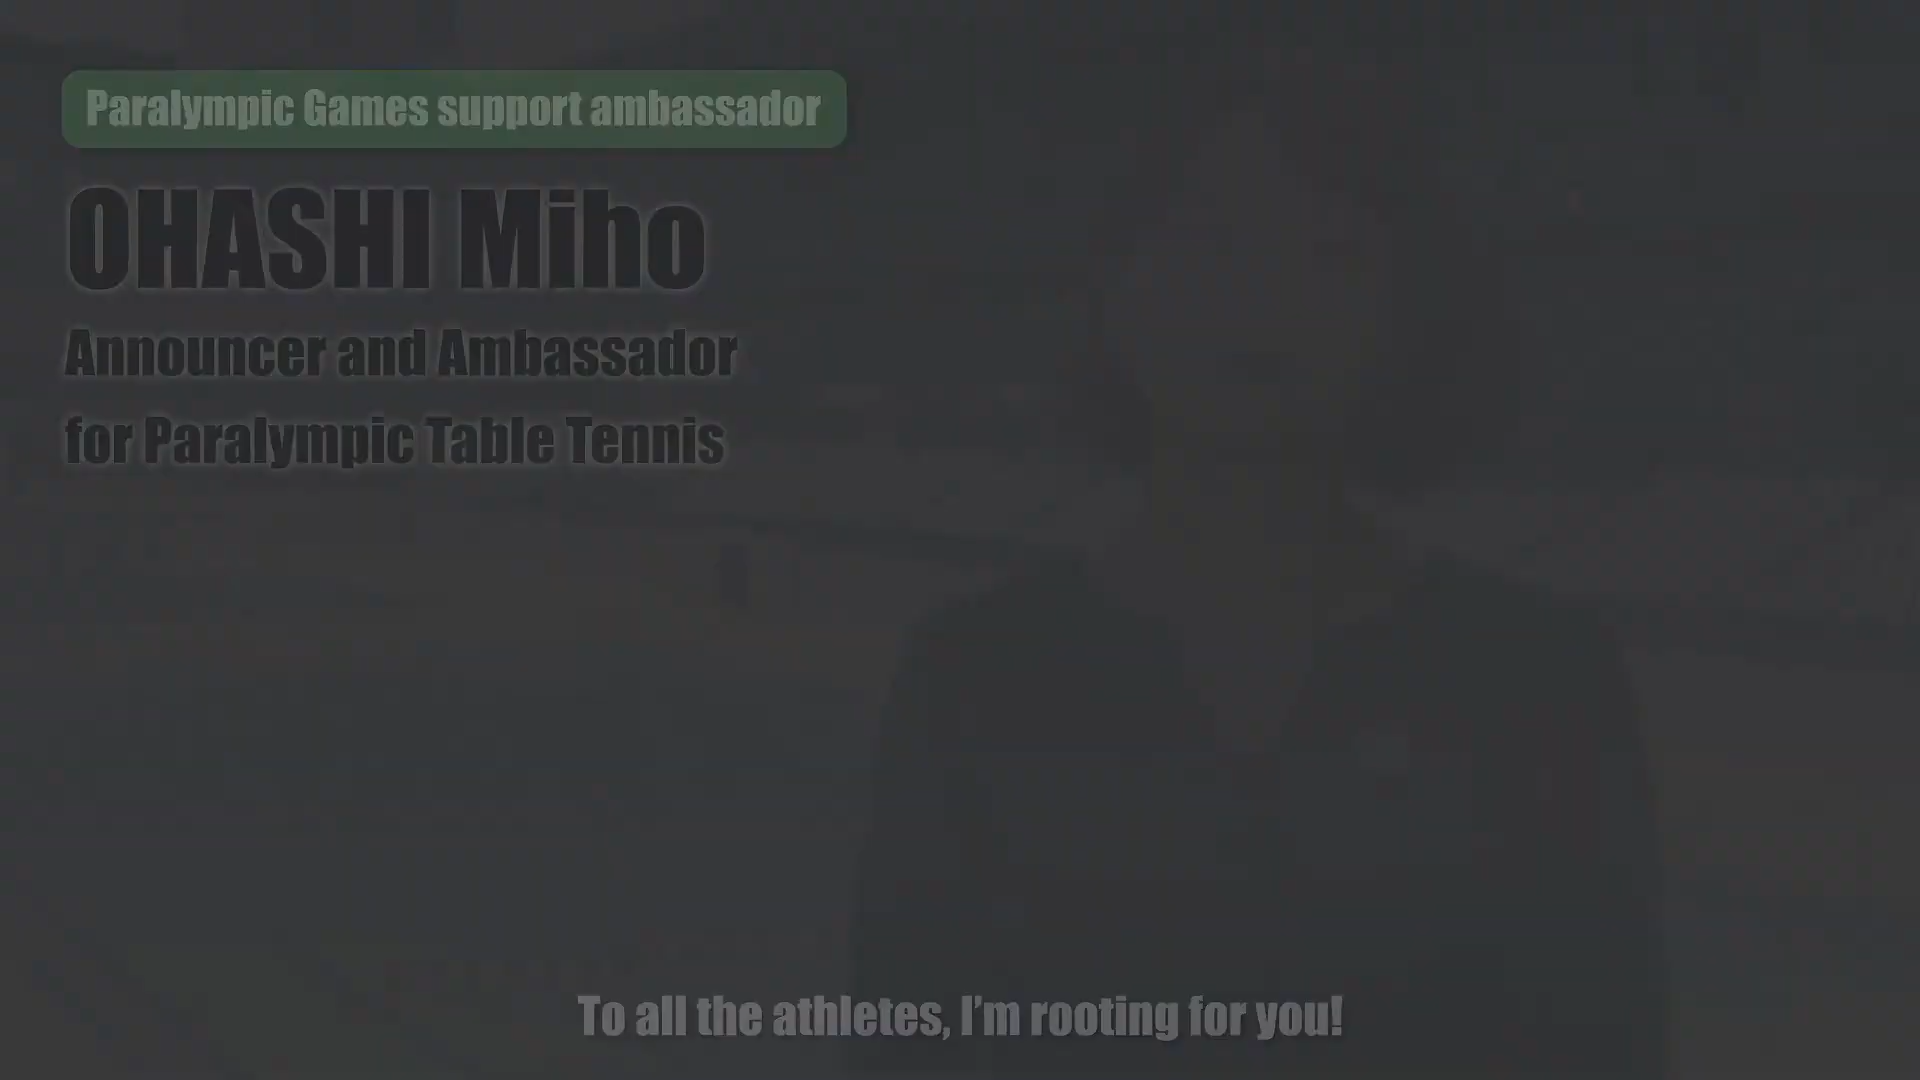 Paralympic Games support ambassador
OHASHI Miho
Announcer and Ambassador
for Paralympic Table Tennis
To all the athletes, I'm rooting for you!